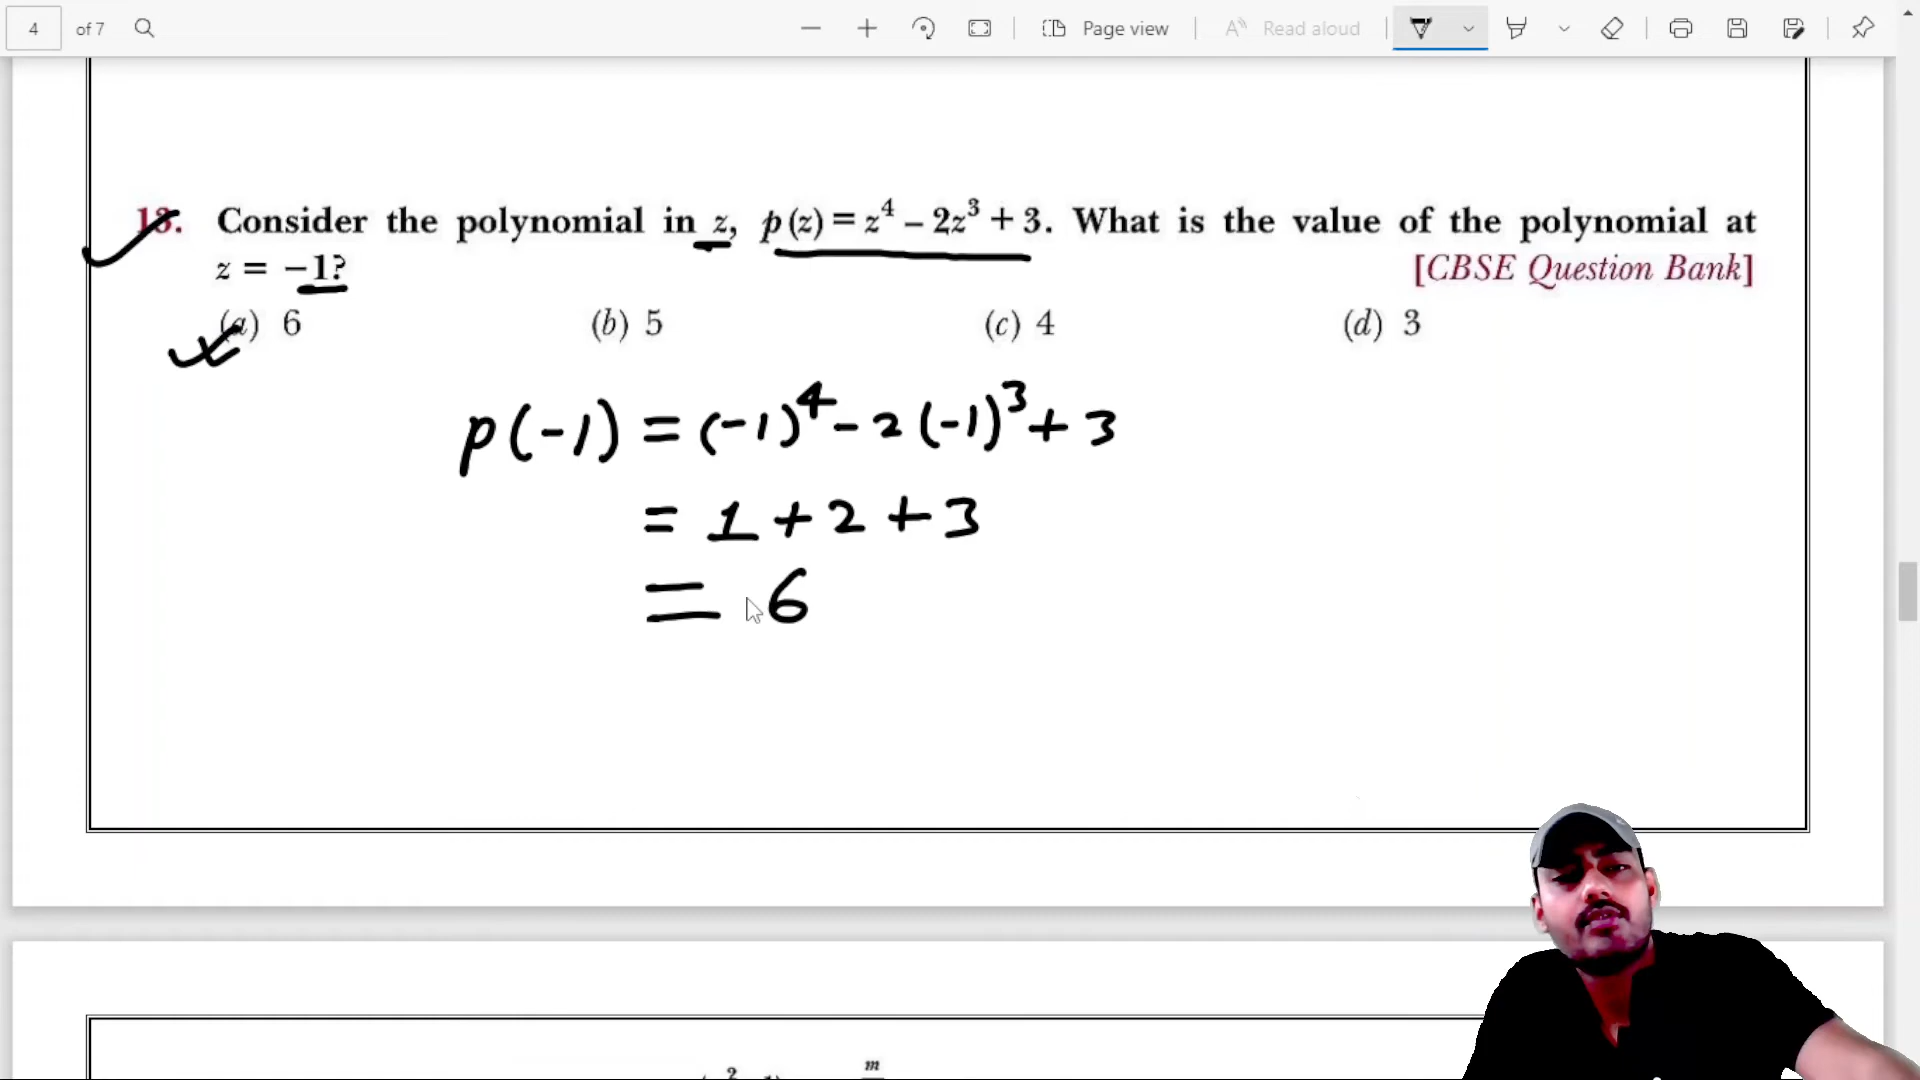 4 of 7 Page view Read aloud
13. Consider the polynomial in z, p(z) = z⁴ – 2z³ + 3. What is the value of the polynomial at
z = –1? [CBSE Question Bank]
(a) 6 (b) 5 (c) 4 (d) 3
p(-1) = (-1)⁴ - 2(-1)³ + 3
= 1 + 2 + 3
= 6